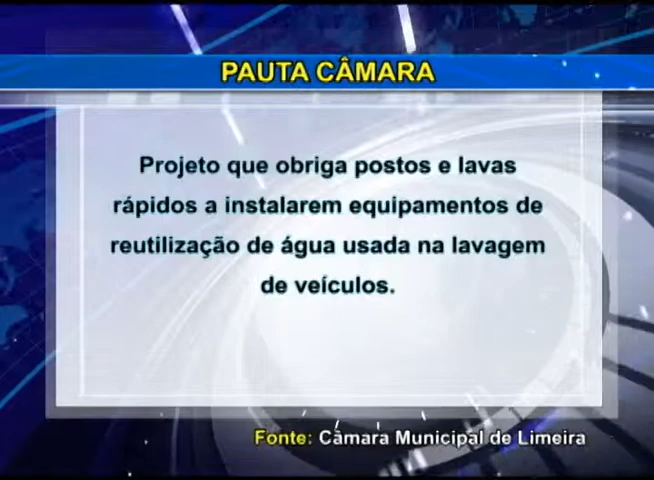 PAUTA CÂMARA
Projeto que obriga postos e lavas
rápidos a instalarem equipamentos de
reutilização de água usada na lavagem
de veículos.
Fonte: Câmara Municipal de Limeira